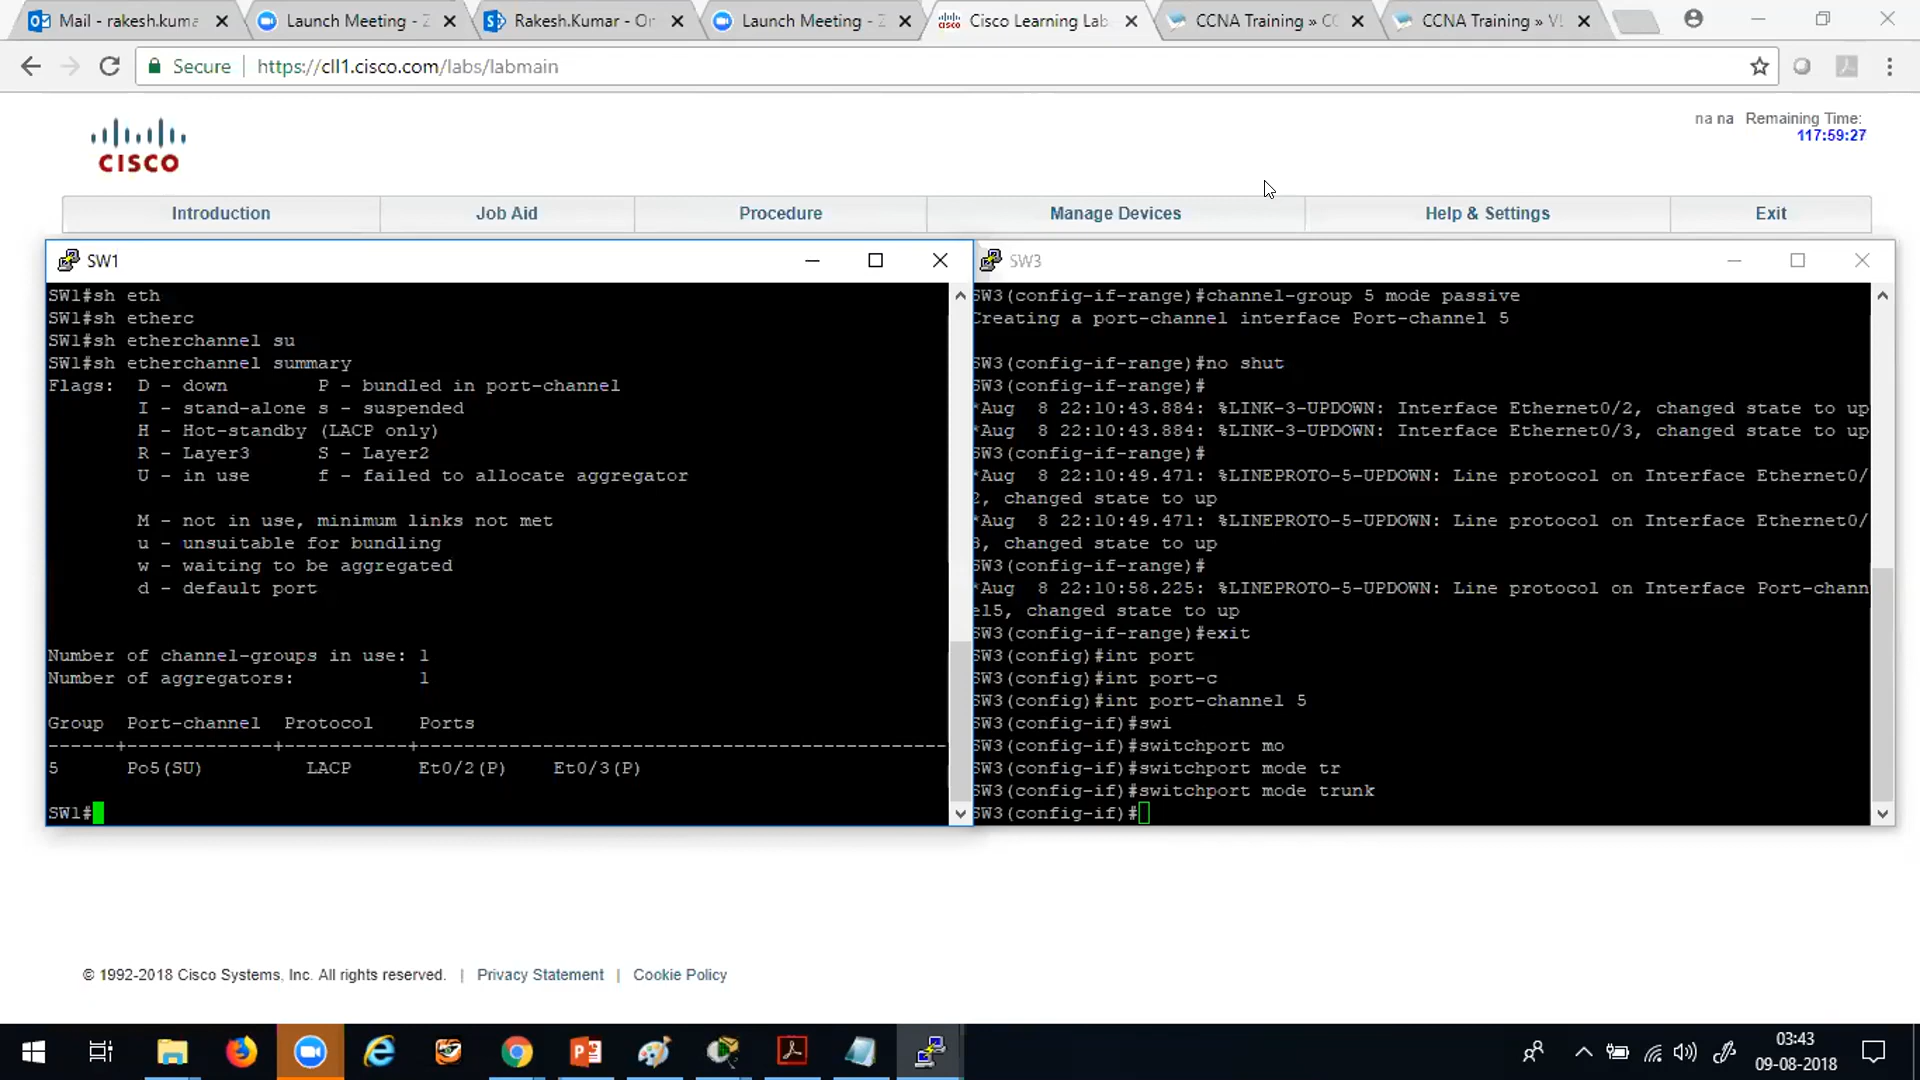 Mail - rakesh.kuma
Launch Meeting - Z
Rakesh.Kumar - Or
Launch Meeting - Z
Cisco Learning Lab
CCNA Training » CC
CCNA Training » V
Secure
https://cll1.cisco.com/labs/labmain
CISCO
na na Remaining Time:
117:59:27
Introduction
Job Aid
Procedure
Manage Devices
Help & Settings
Exit
SW1
SW1#sh eth
SW1#sh etherc
SW1#sh etherchannel su
SW1#sh etherchannel summary
Flags:  D - down        P - bundled in port-channel
        I - stand-alone s - suspended
        H - Hot-standby (LACP only)
        R - Layer3      S - Layer2
        U - in use      f - failed to allocate aggregator
        M - not in use, minimum links not met
        u - unsuitable for bundling
        w - waiting to be aggregated
        d - default port
Number of channel-groups in use: 1
Number of aggregators:           1
Group  Port-channel  Protocol    Ports
------+-------------+-----------+-----------------------------------------------
5      Po5(SU)         LACP      Et0/2(P)    Et0/3(P)
SW1#
SW3
SW3(config-if-range)#channel-group 5 mode passive
Creating a port-channel interface Port-channel 5
SW3(config-if-range)#no shut
SW3(config-if-range)#
*Aug  8 22:10:43.884: %LINK-3-UPDOWN: Interface Ethernet0/2, changed state to up
*Aug  8 22:10:43.884: %LINK-3-UPDOWN: Interface Ethernet0/3, changed state to up
SW3(config-if-range)#
*Aug  8 22:10:49.471: %LINEPROTO-5-UPDOWN: Line protocol on Interface Ethernet0/
2, changed state to up
*Aug  8 22:10:49.471: %LINEPROTO-5-UPDOWN: Line protocol on Interface Ethernet0/
3, changed state to up
SW3(config-if-range)#
*Aug  8 22:10:58.225: %LINEPROTO-5-UPDOWN: Line protocol on Interface Port-chann
el5, changed state to up
SW3(config-if-range)#exit
SW3(config)#int port
SW3(config)#int port-c
SW3(config)#int port-channel 5
SW3(config-if)#swi
SW3(config-if)#switchport mo
SW3(config-if)#switchport mode tr
SW3(config-if)#switchport mode trunk
SW3(config-if)#
© 1992-2018 Cisco Systems, Inc. All rights reserved. | Privacy Statement | Cookie Policy
03:43
09-08-2018